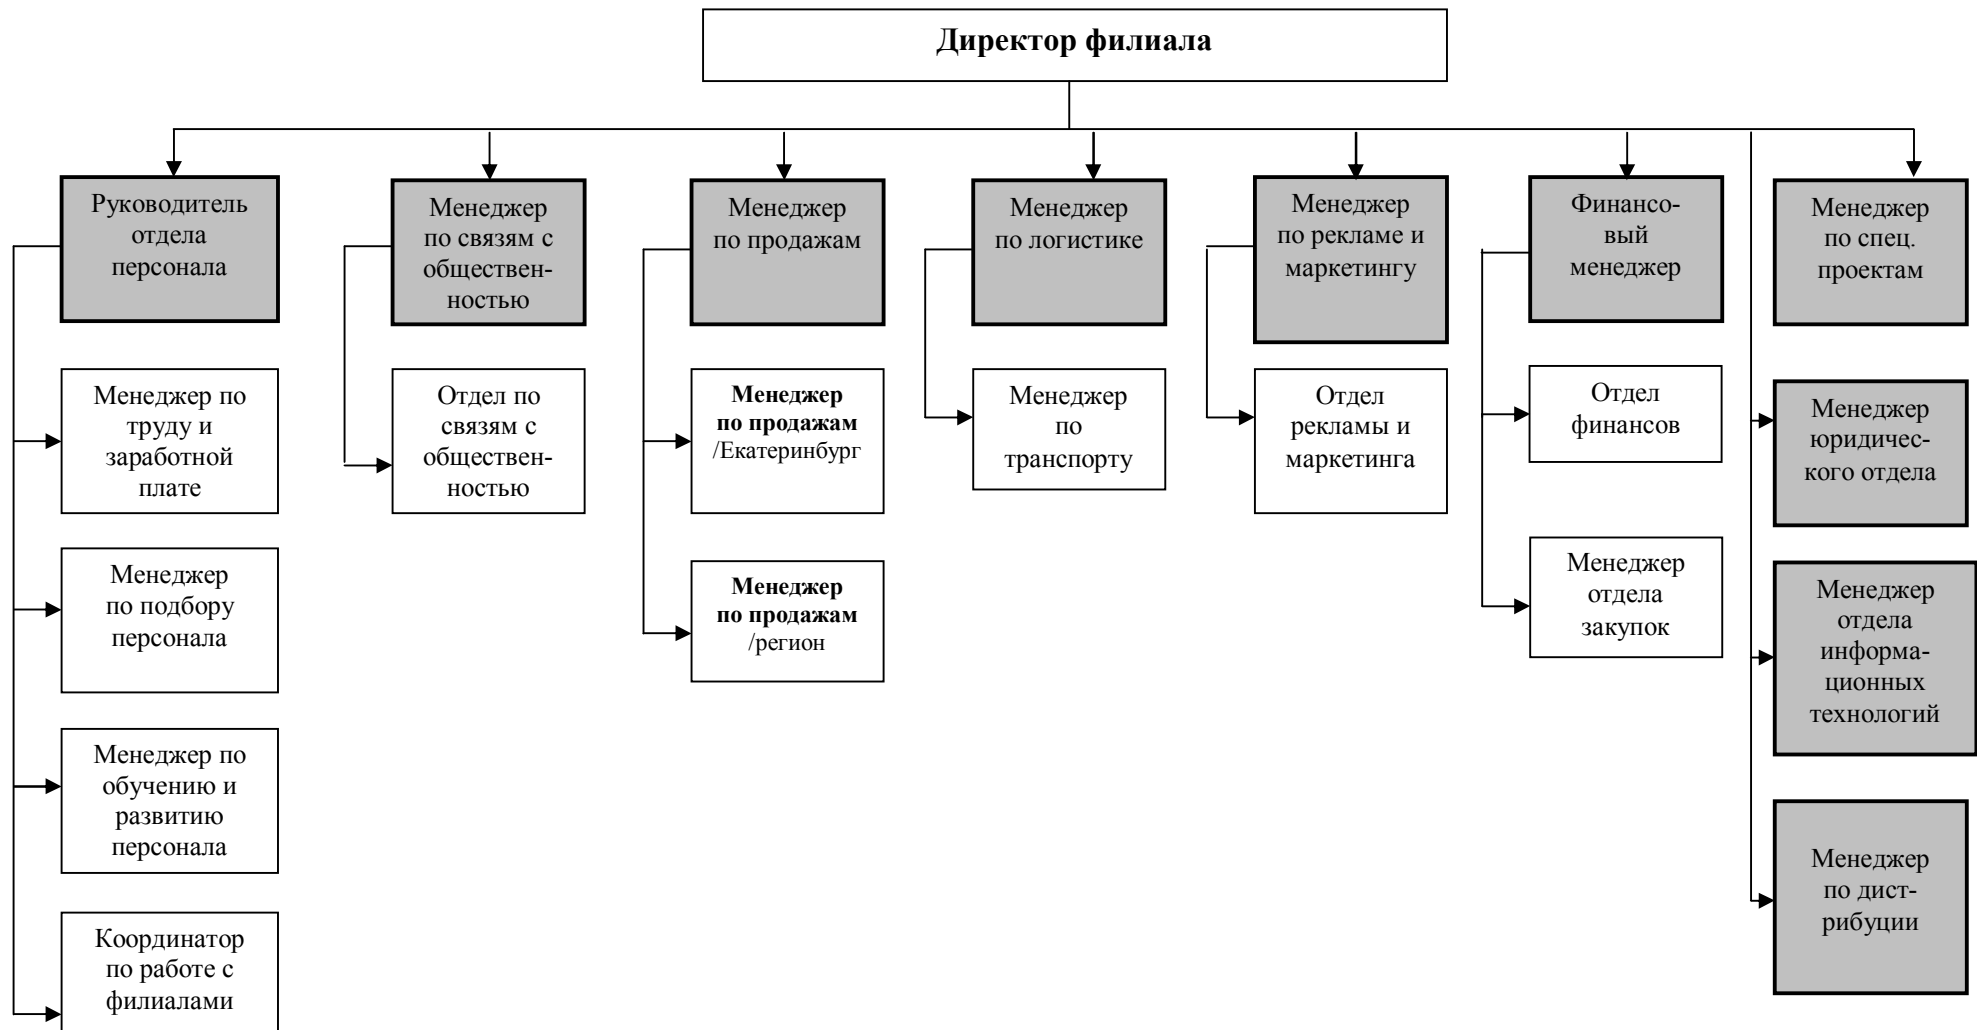 Директор филиала
Руководитель
отдела
персонала
Менеджер
по связям с
обществен-
ностью
Менеджер
по продажам
Менеджер
по логистике
Менеджер
по рекламе и
маркетингу
Финансо-
вый
менеджер
Менеджер
по спец.
проектам
Менеджер по
труду и
заработной
плате
Отдел по
связям с
обществен-
ностью
Менеджер
по продажам
/Екатеринбург
Менеджер
по
транспорту
Отдел
рекламы и
маркетинга
Отдел
финансов
Менеджер
юридичес-
кого отдела
Менеджер
по подбору
персонала
Менеджер
по продажам
/регион
Менеджер
отдела
закупок
Менеджер
отдела
информа-
ционных
технологий
Менеджер по
обучению и
развитию
персонала
Менеджер
по дист-
рибуции
Координатор
по работе с
филиалами